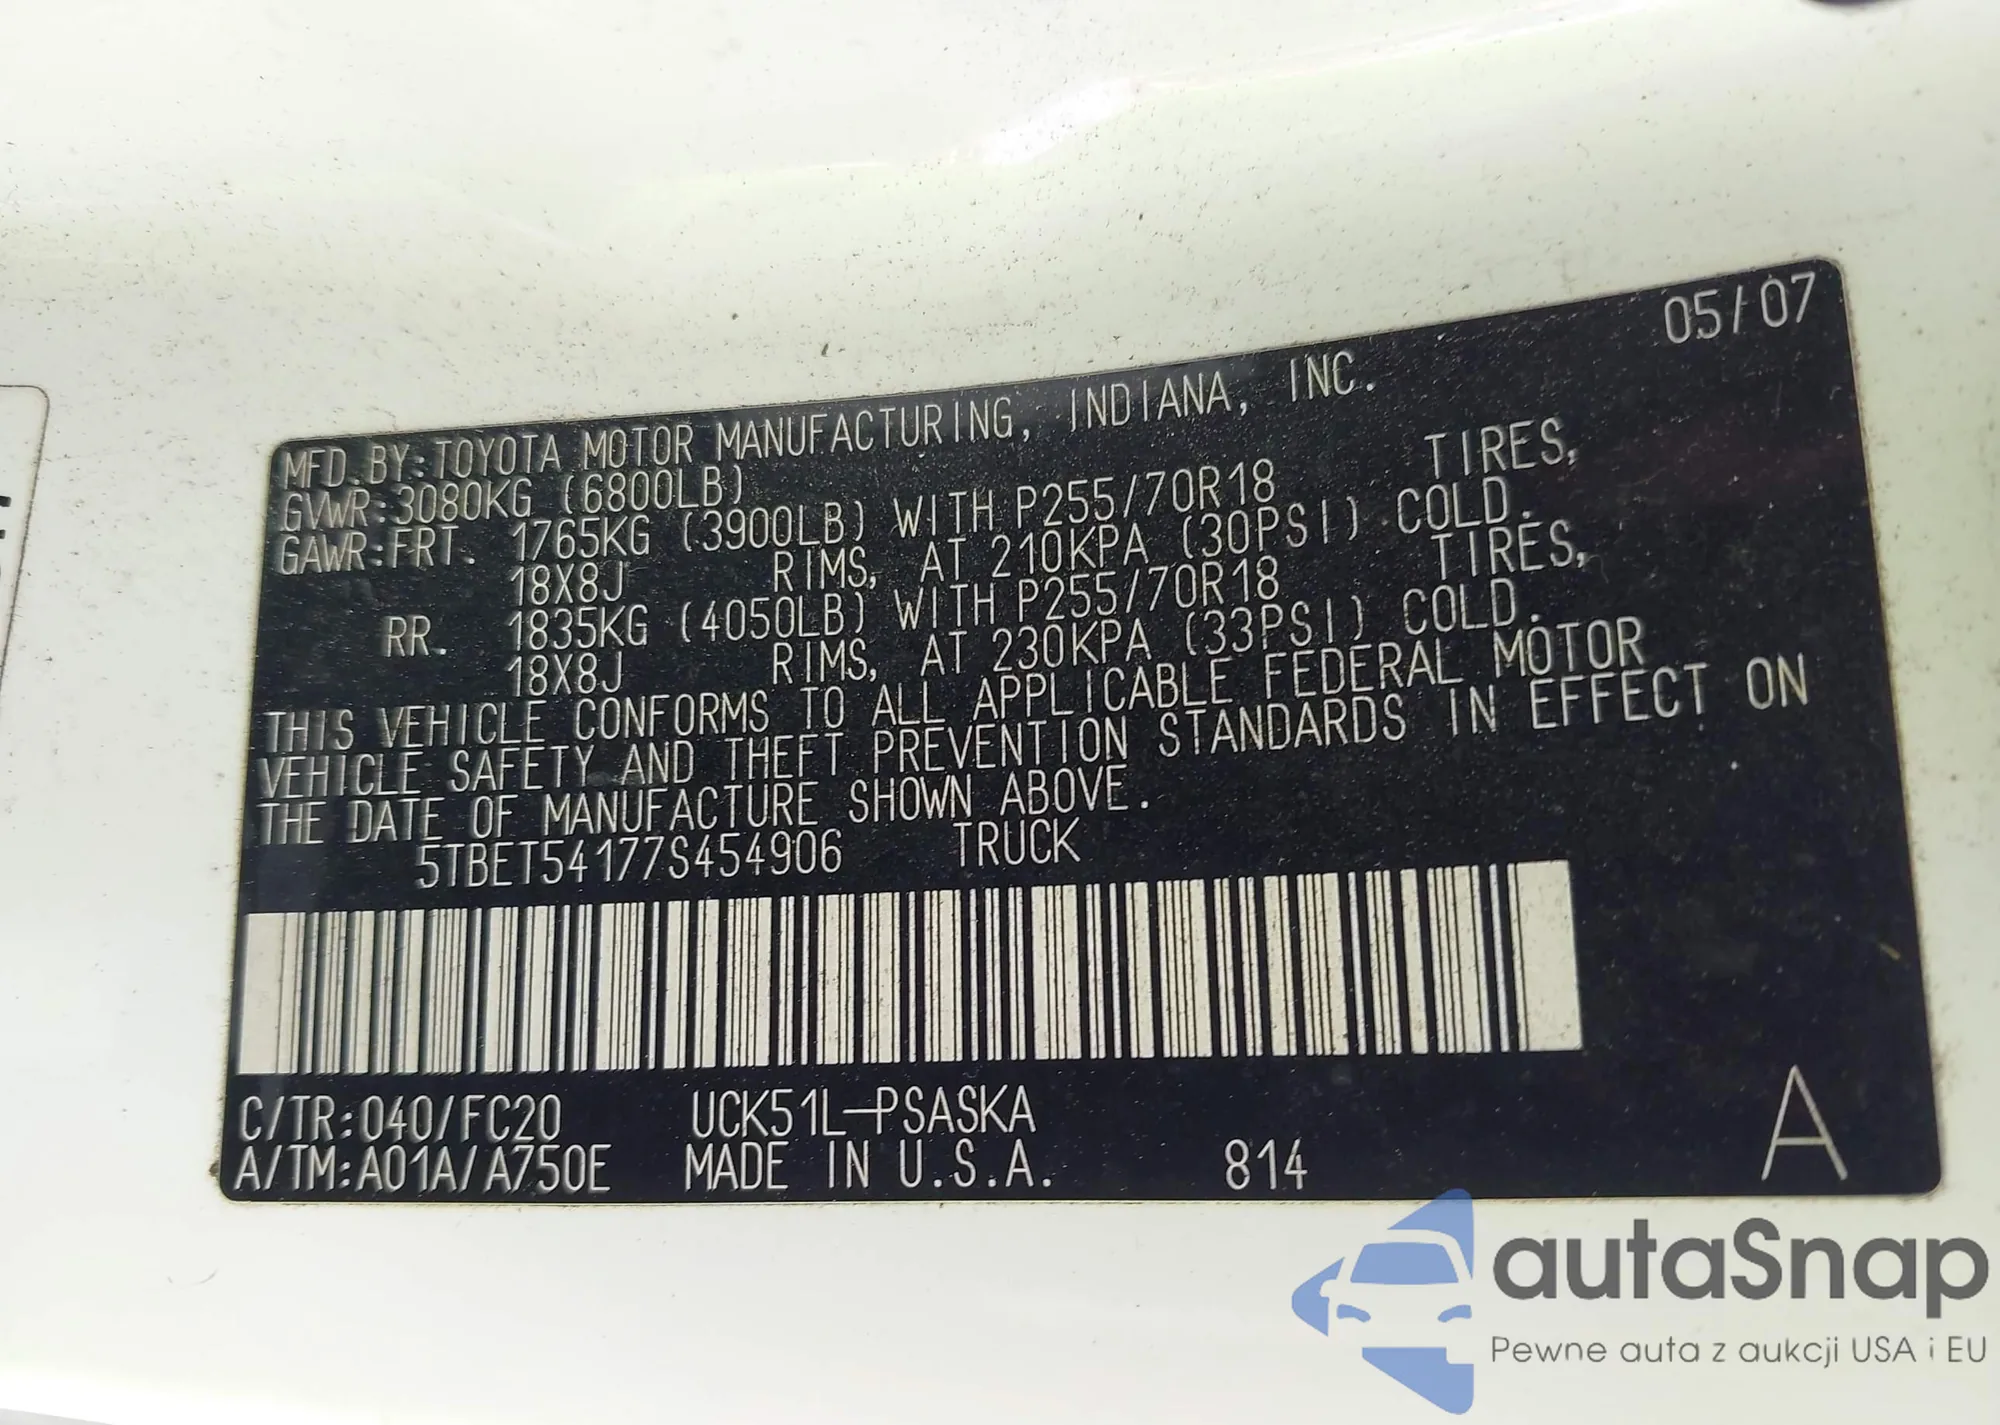 05/07
MFD.BY:TOYOTA MOTOR MANUFACTURING, INDIANA, INC.
GVWR:3080KG (6800LB)
GAWR:FRT. 1765KG (3900LB) WITH P255/70R18 TIRES,
18X8J RIMS, AT 210KPA (30PSI) COLD.
RR. 1835KG (4050LB) WITH P255/70R18 TIRES,
18X8J RIMS, AT 230KPA (33PSI) COLD.
THIS VEHICLE CONFORMS TO ALL APPLICABLE FEDERAL MOTOR
VEHICLE SAFETY AND THEFT PREVENTION STANDARDS IN EFFECT ON
THE DATE OF MANUFACTURE SHOWN ABOVE.
5TBET54177S454906 TRUCK
C/TR:040/FC20 UCK51L-PSASKA
A/TM:A01A/A750E MADE IN U.S.A. 814 A
autaSnap
Pewne auta z aukcji USA i EU